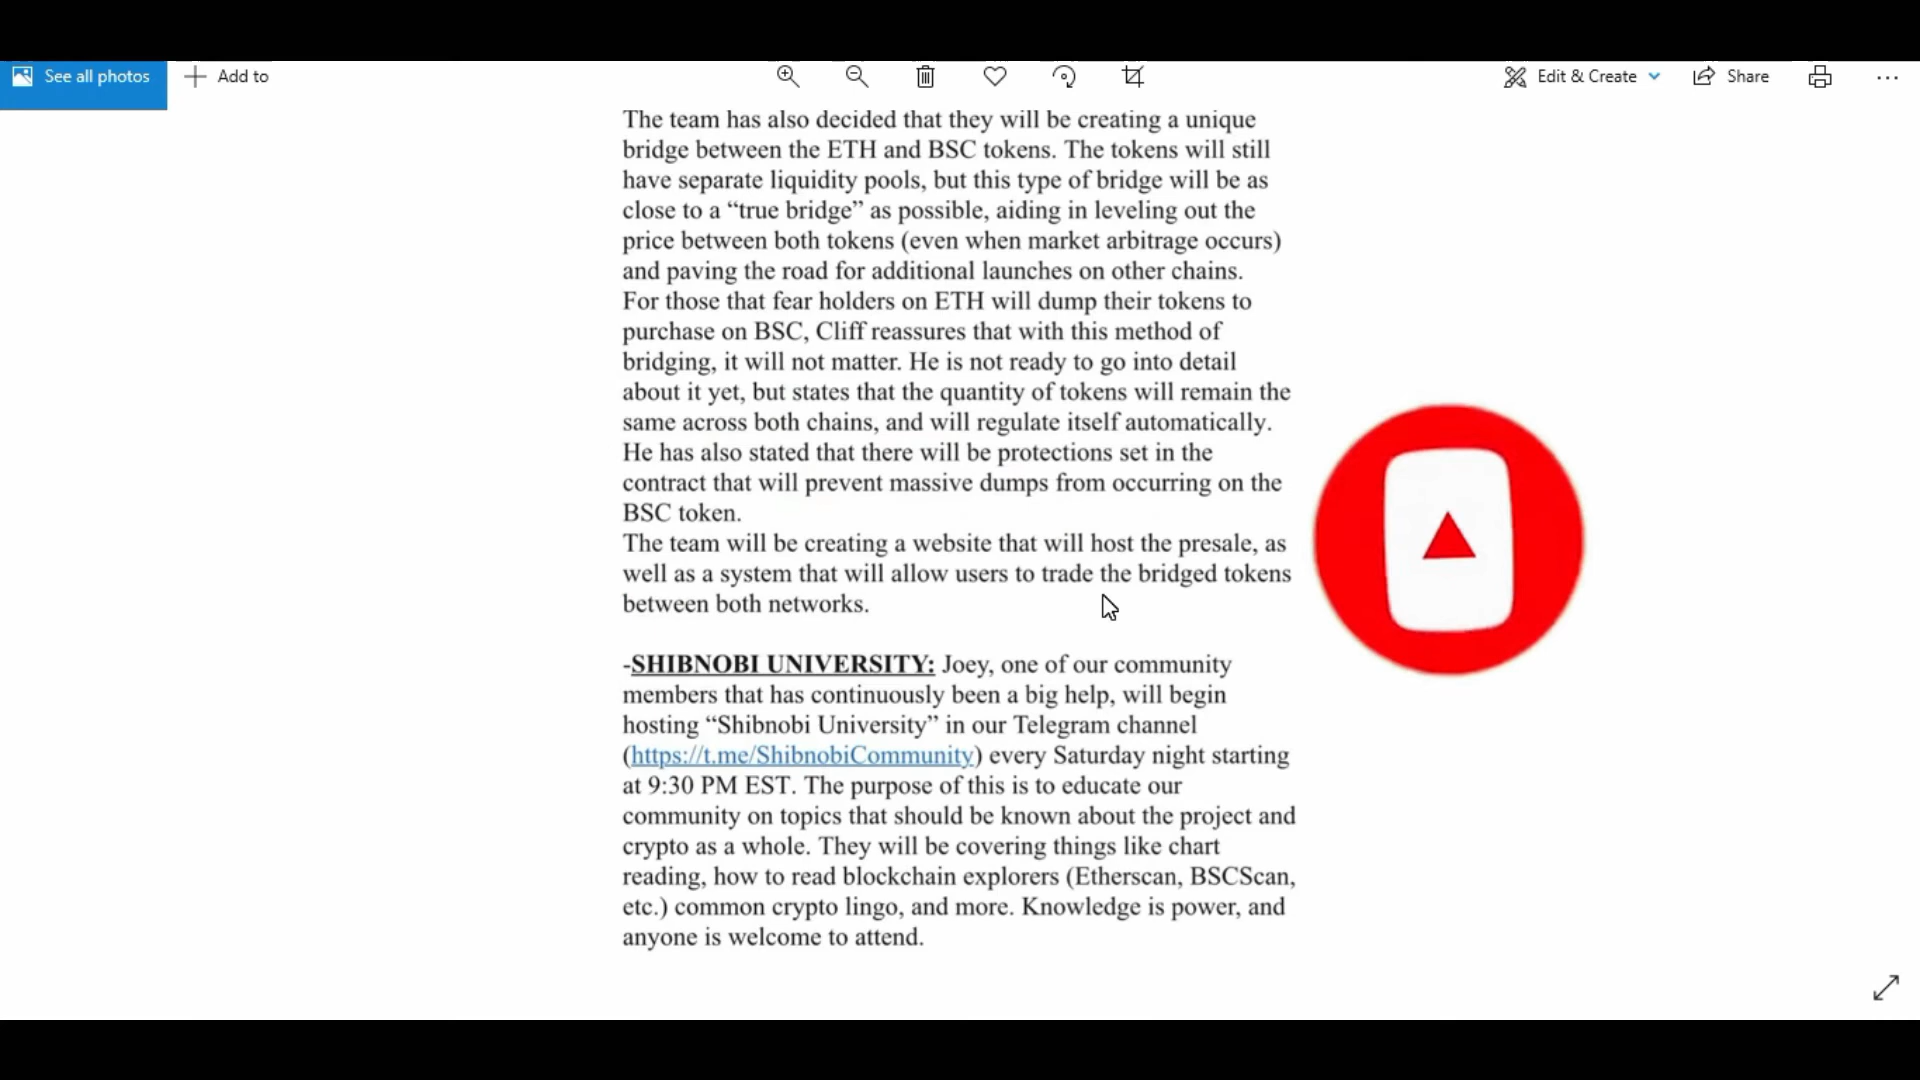 See all photos
Add to
Edit & Create
Share
The team has also decided that they will be creating a unique
bridge between the ETH and BSC tokens. The tokens will still
have separate liquidity pools, but this type of bridge will be as
close to a “true bridge” as possible, aiding in leveling out the
price between both tokens (even when market arbitrage occurs)
and paving the road for additional launches on other chains.
For those that fear holders on ETH will dump their tokens to
purchase on BSC, Cliff reassures that with this method of
bridging, it will not matter. He is not ready to go into detail
about it yet, but states that the quantity of tokens will remain the
same across both chains, and will regulate itself automatically.
He has also stated that there will be protections set in the
contract that will prevent massive dumps from occurring on the
BSC token.
The team will be creating a website that will host the presale, as
well as a system that will allow users to trade the bridged tokens
between both networks.
-SHIBNOBI UNIVERSITY: Joey, one of our community
members that has continuously been a big help, will begin
hosting “Shibnobi University” in our Telegram channel
(https://t.me/ShibnobiCommunity) every Saturday night starting
at 9:30 PM EST. The purpose of this is to educate our
community on topics that should be known about the project and
crypto as a whole. They will be covering things like chart
reading, how to read blockchain explorers (Etherscan, BSCScan,
etc.) common crypto lingo, and more. Knowledge is power, and
anyone is welcome to attend.